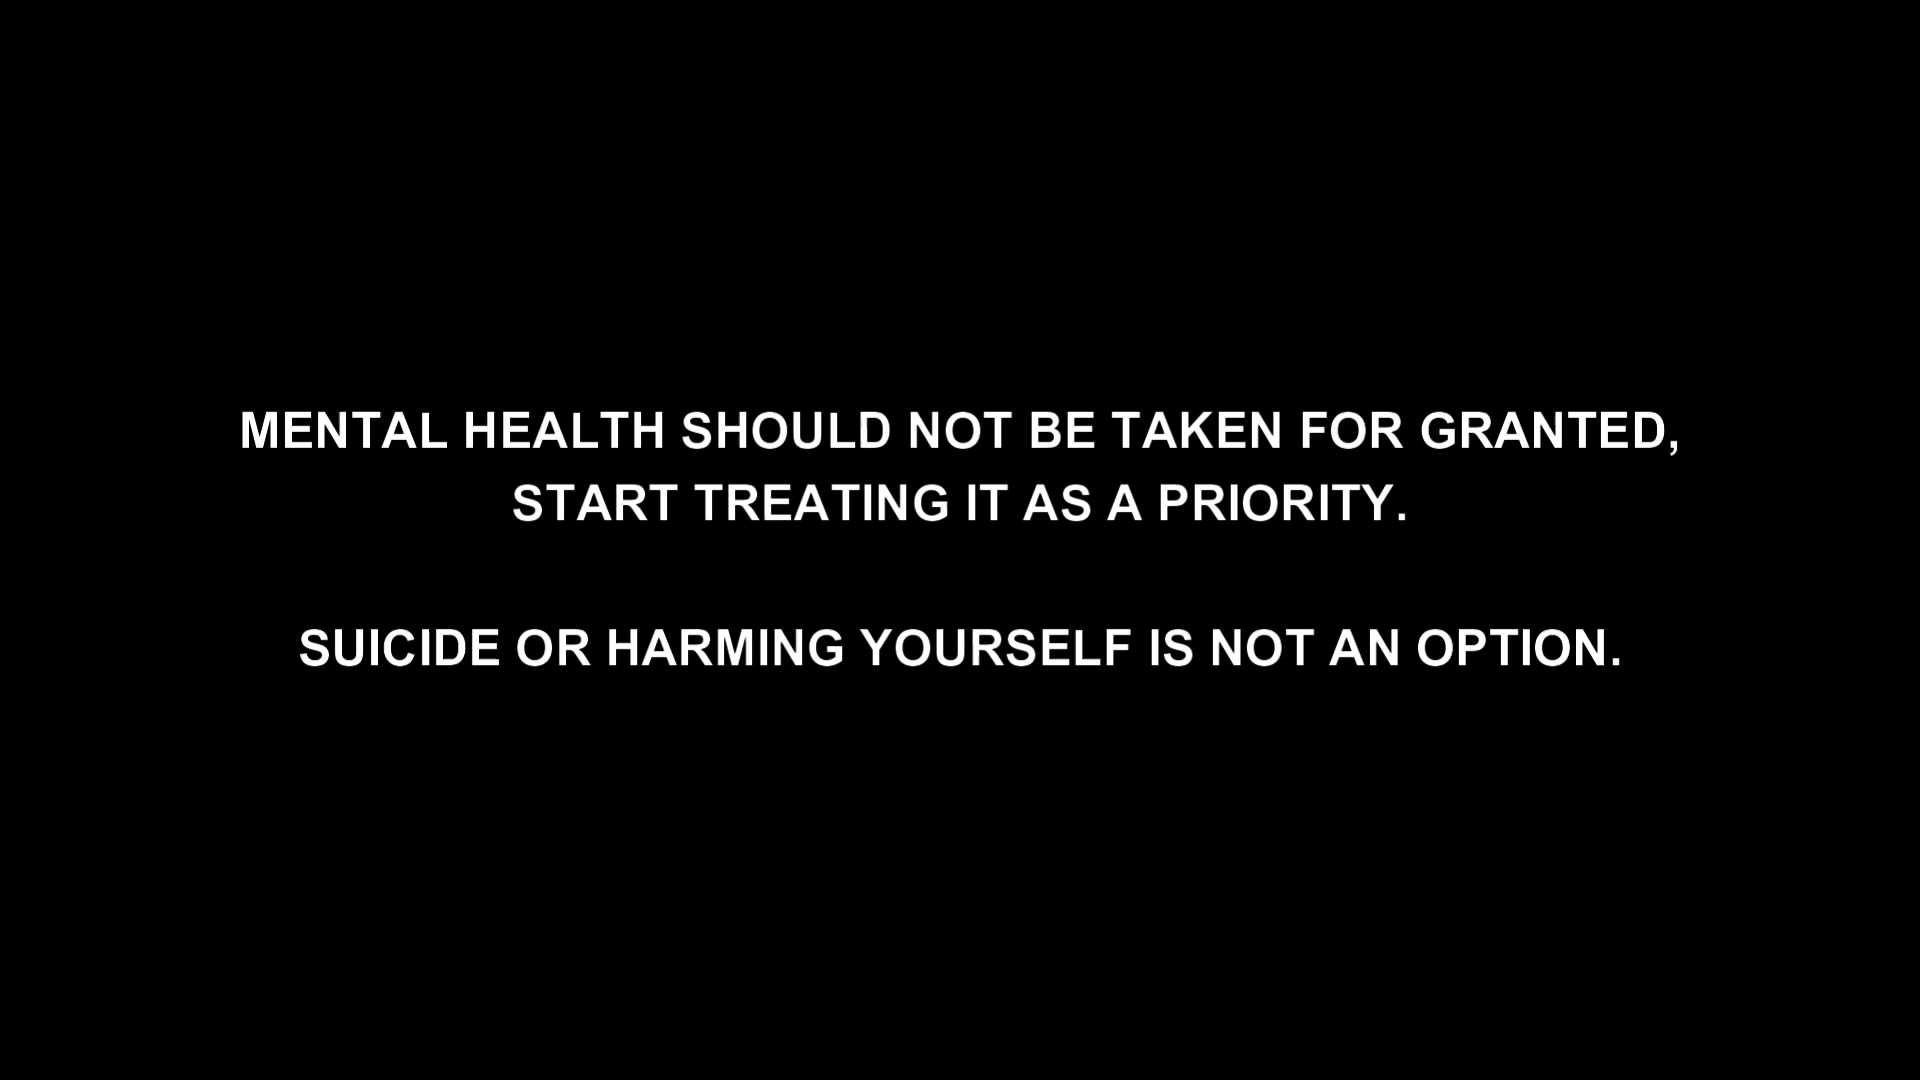 MENTAL HEALTH SHOULD NOT BE TAKEN FOR GRANTED,
START TREATING IT AS A PRIORITY.
SUICIDE OR HARMING YOURSELF IS NOT AN OPTION.